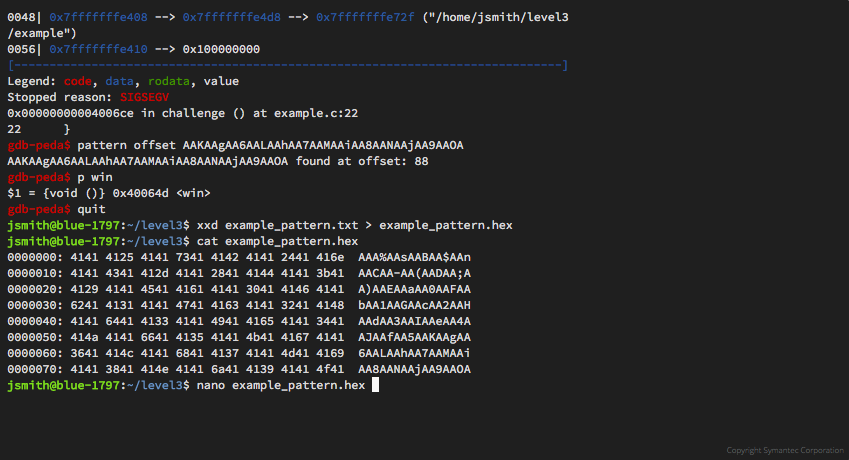 0048| 0x7fffffffe408 --> 0x7fffffffe4d8 --> 0x7fffffffe72f ("/home/jsmith/level3
/example")
0056| 0x7fffffffe410 --> 0x100000000
[------------------------------------------------------------------------------]
Legend: code, data, rodata, value
Stopped reason: SIGSEGV
0x00000000004006ce in challenge () at example.c:22
22      }
gdb-peda$ pattern offset AAKAAgAA6AALAAhAA7AAMAAiAA8AANAAjAA9AAOA
AAKAAgAA6AALAAhAA7AAMAAiAA8AANAAjAA9AAOA found at offset: 88
gdb-peda$ p win
$1 = {void ()} 0x40064d <win>
gdb-peda$ quit
jsmith@blue-1797:~/level3$ xxd example_pattern.txt > example_pattern.hex
jsmith@blue-1797:~/level3$ cat example_pattern.hex
0000000: 4141 4125 4141 7341 4142 4141 2441 416e  AAA%AAsAABAA$AAn
0000010: 4141 4341 412d 4141 2841 4144 4141 3b41  AACAA-AA(AADAA;A
0000020: 4129 4141 4541 4161 4141 3041 4146 4141  A)AAEAAaAA0AAFAA
0000030: 6241 4131 4141 4741 4163 4141 3241 4148  bAA1AAGAAcAA2AAH
0000040: 4141 6441 4133 4141 4941 4165 4141 3441  AAdAA3AAIAAeAA4A
0000050: 414a 4141 6641 4135 4141 4b41 4167 4141  AJAAfAA5AAKAAgAA
0000060: 3641 414c 4141 6841 4137 4141 4d41 4169  6AALAAhAA7AAMAAi
0000070: 4141 3841 414e 4141 6a41 4139 4141 4f41  AA8AANAAjAA9AAOA
jsmith@blue-1797:~/level3$ nano example_pattern.hex
Copyright Symantec Corporation